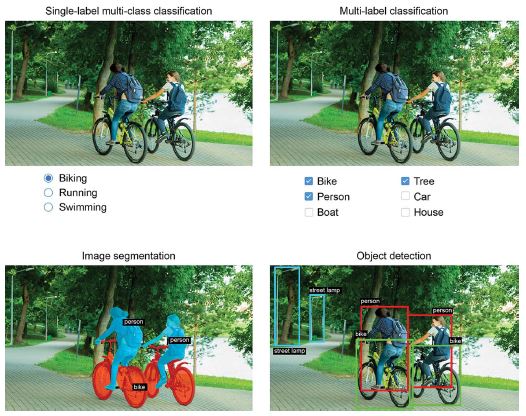 Single-label multi-class classification
Multi-label classification
Biking
Running
Swimming
Bike
Tree
Person
Car
Boat
House
Image segmentation
Object detection
person
person
bike
street lamp
street lamp
person
person
bike
bike